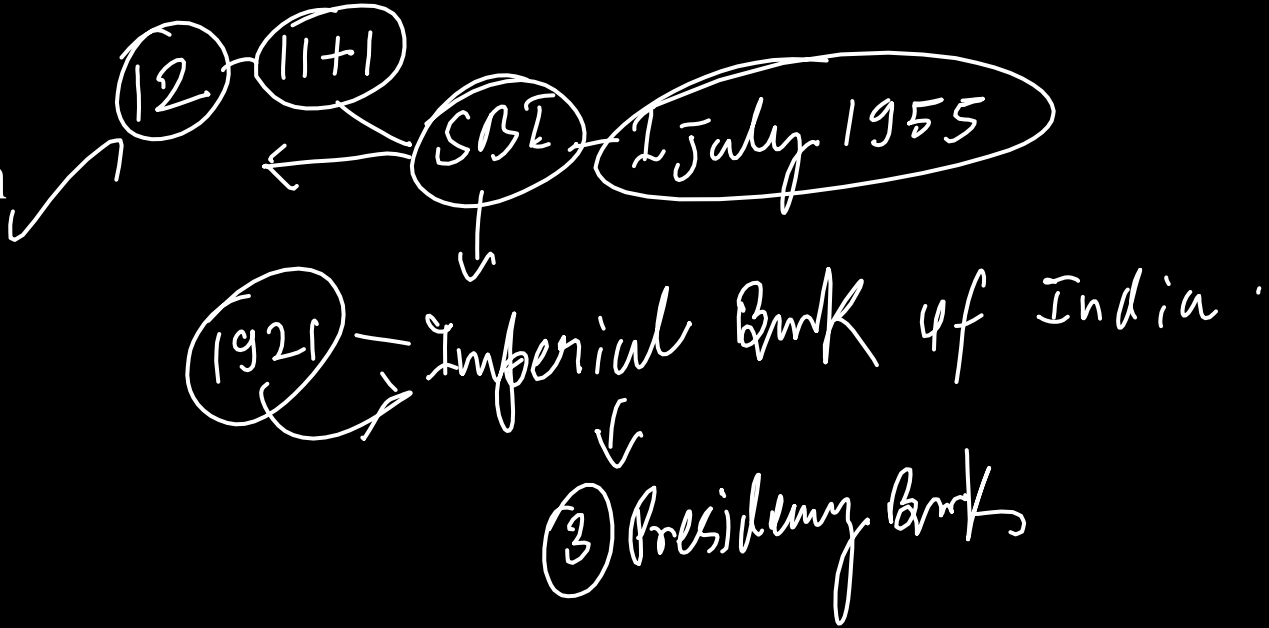 12 - 11+1
SBI - 1 July 1955
1921 - Imperial Bank of India.
3 Presidency Banks